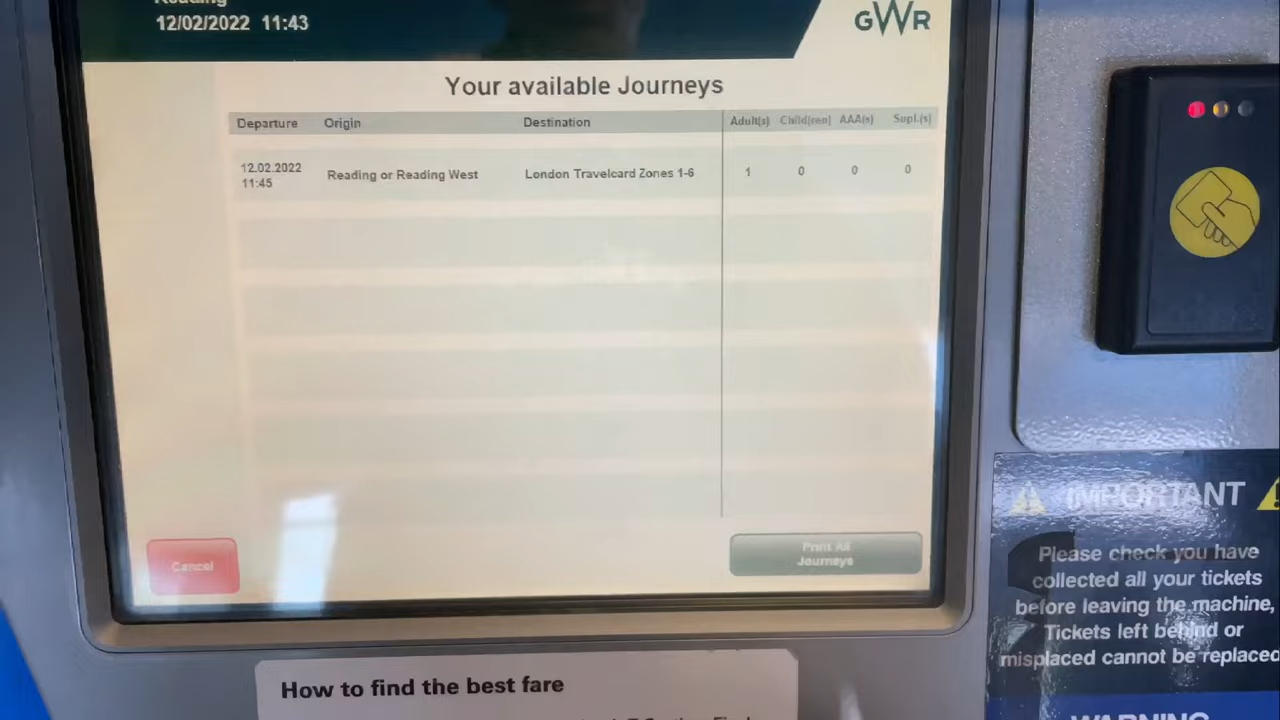 Reading
12/02/2022 11:43
GWR
Your available Journeys
Departure Origin Destination Adult(s) Child(ren) AAA(s) Supl.(s)
12.02.2022
11:45
Reading or Reading West London Travelcard Zones 1-6 1 0 0 0
Cancel
Print All
Journeys
IMPORTANT
Please check you have
collected all your tickets
before leaving the machine,
Tickets left behind or
misplaced cannot be replaced
WARNING
How to find the best fare